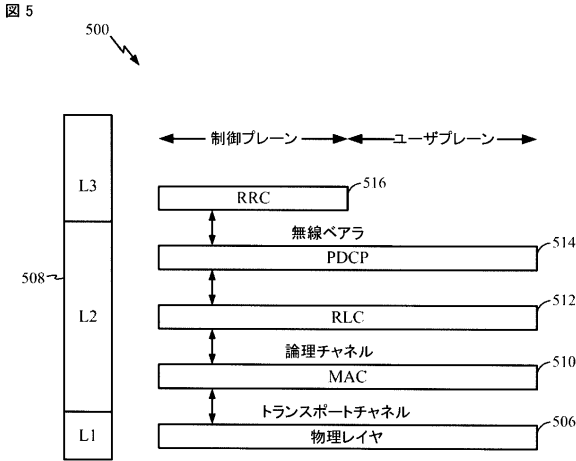 図5
500
制御プレーン
ユーザプレーン
L3
RRC
516
無線ベアラ
PDCP
514
508
L2
RLC
512
論理チャネル
MAC
510
トランスポートチャネル
L1
物理レイヤ
506